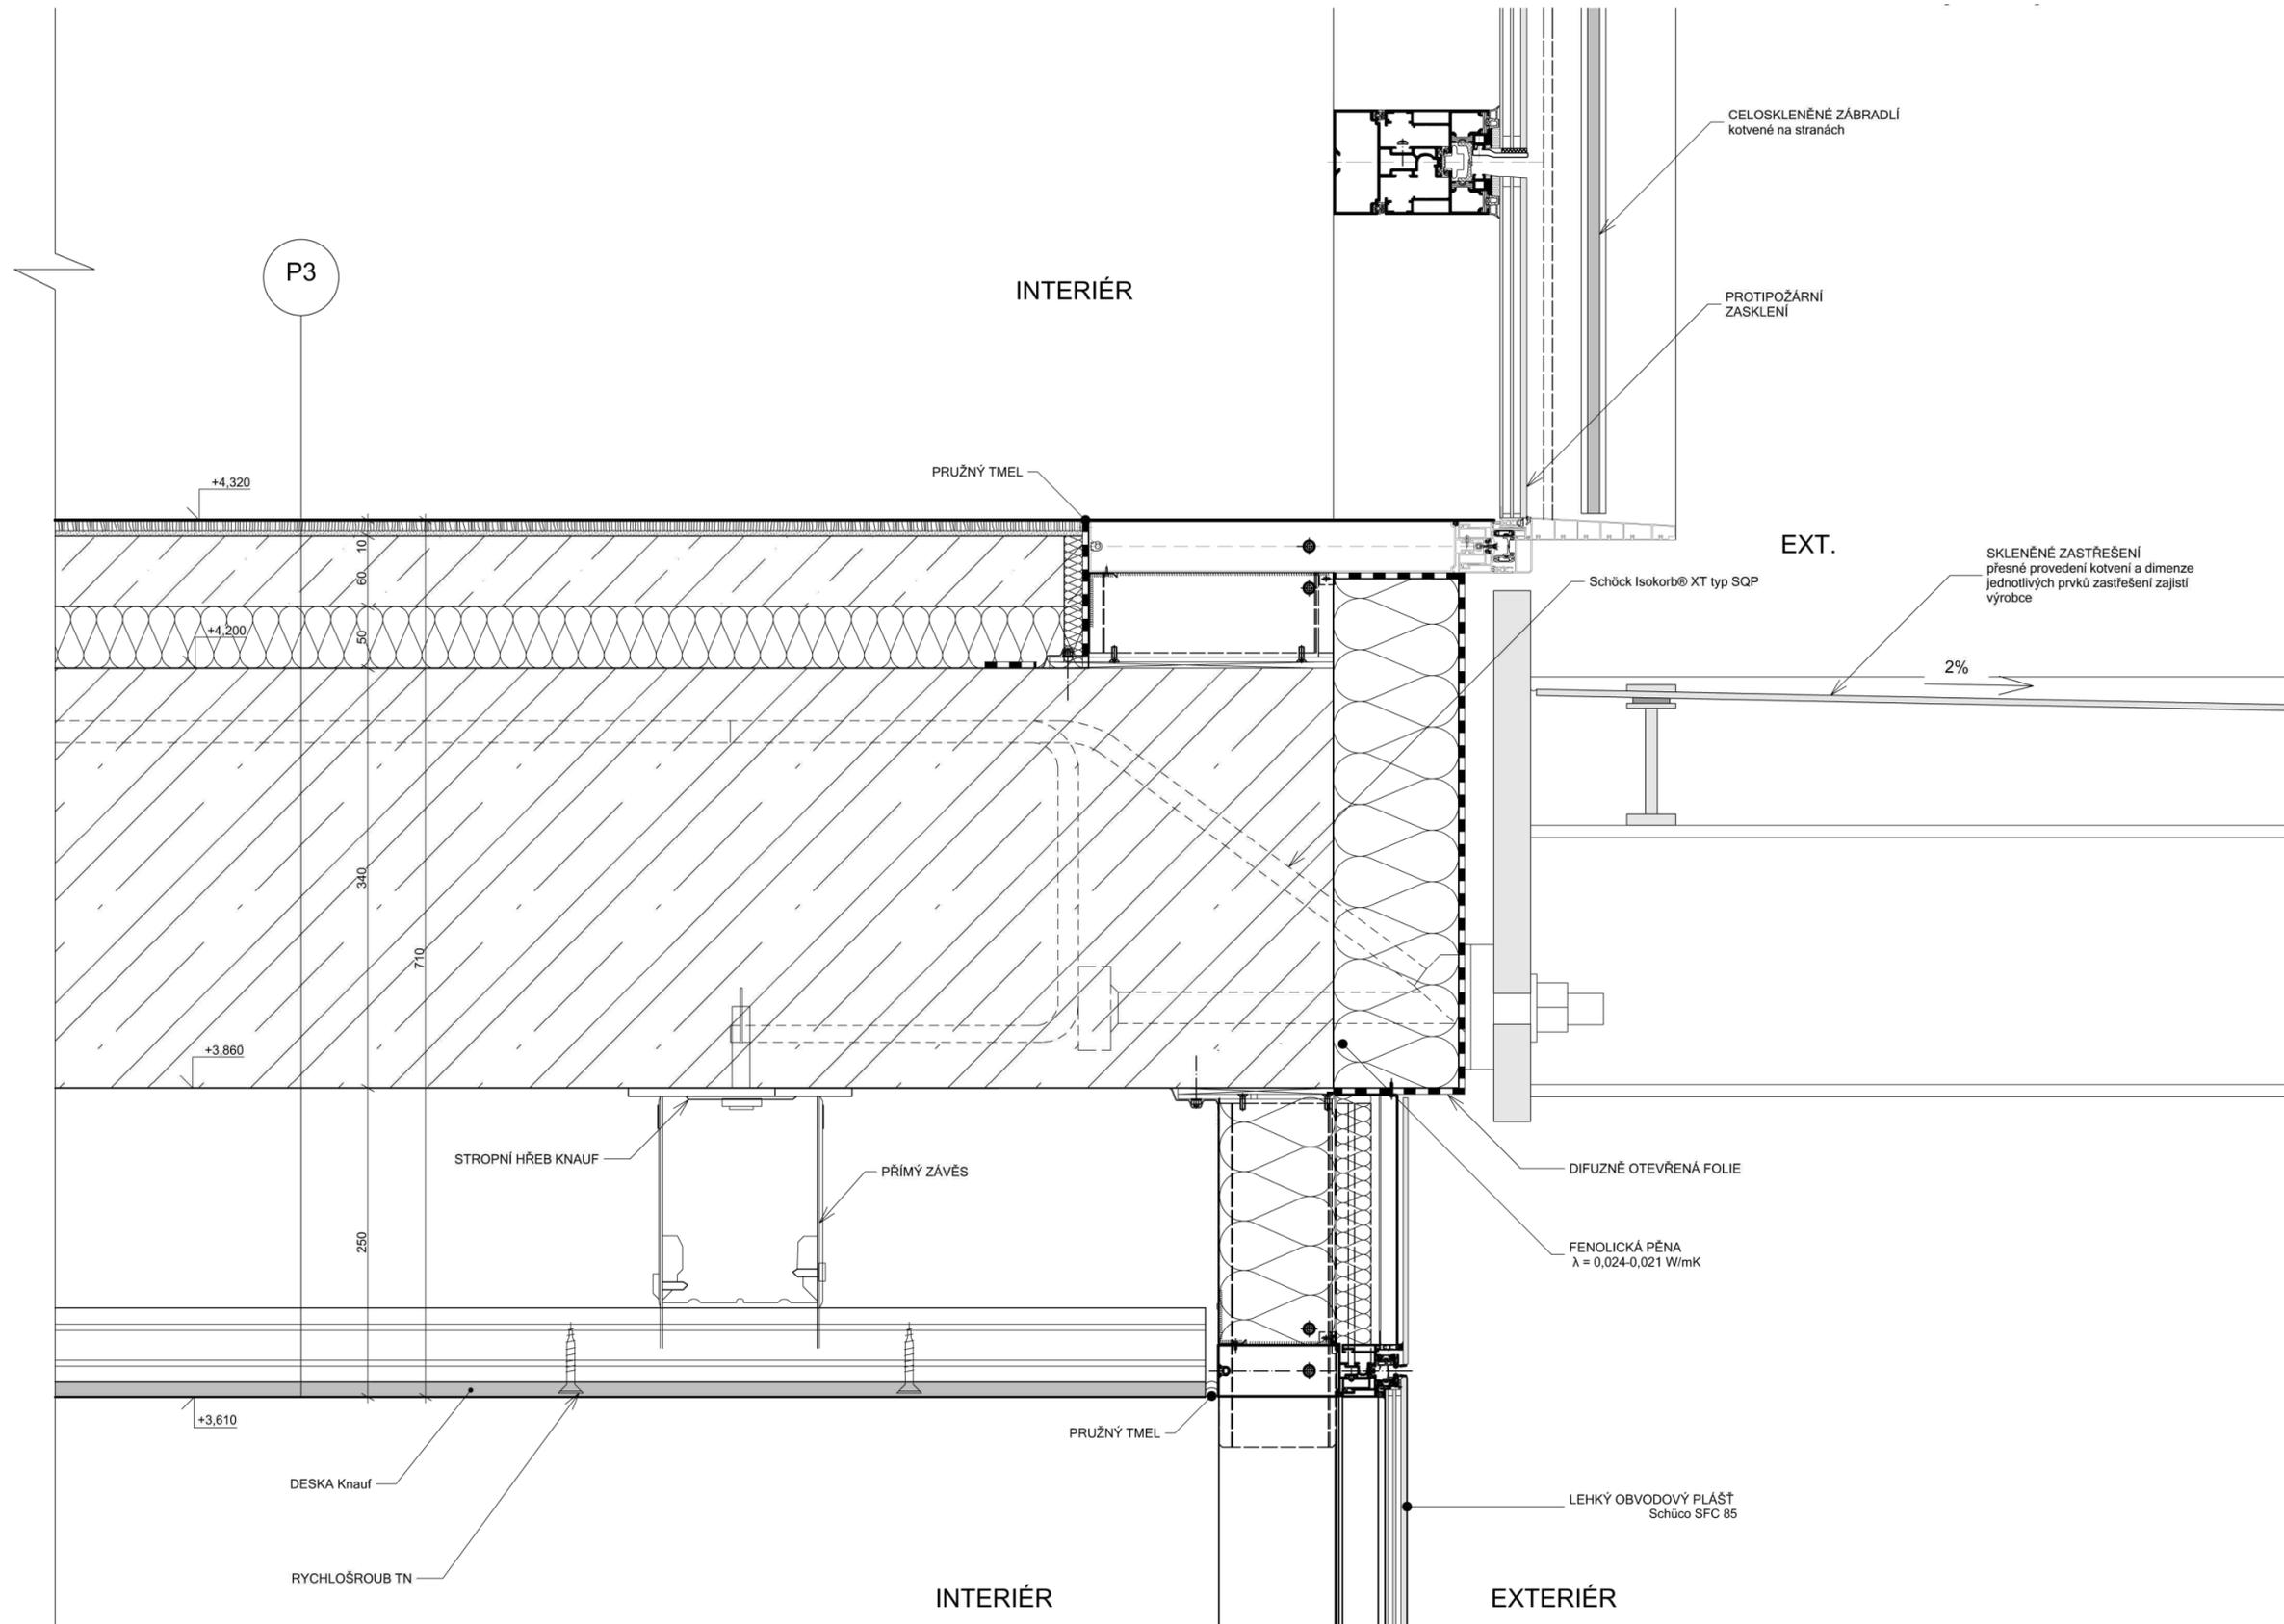 CELOSKLENĚNÉ ZÁBRADLÍ
kotvené na stranách
P3
INTERIÉR
PROTIPOŽÁRNÍ
ZASKLENÍ
PRUŽNÝ TMEL
+4,320
EXT.
SKLENĚNÉ ZASTŘEŠENÍ
přesné provedení kotvení a dimenze
jednotlivých prvků zastřešení zajistí
výrobce
10
60
Schöck Isokorb® XT typ SQP
+4,200
50
2%
340
710
+3,860
STROPNÍ HŘEB KNAUF
PŘÍMÝ ZÁVĚS
DIFUZNĚ OTEVŘENÁ FOLIE
250
FENOLICKÁ PĚNA
λ = 0,024-0,021 W/mK
+3,610
PRUŽNÝ TMEL
DESKA Knauf
LEHKÝ OBVODOVÝ PLÁŠŤ
Schüco SFC 85
RYCHLOŠROUB TN
INTERIÉR
EXTERIÉR